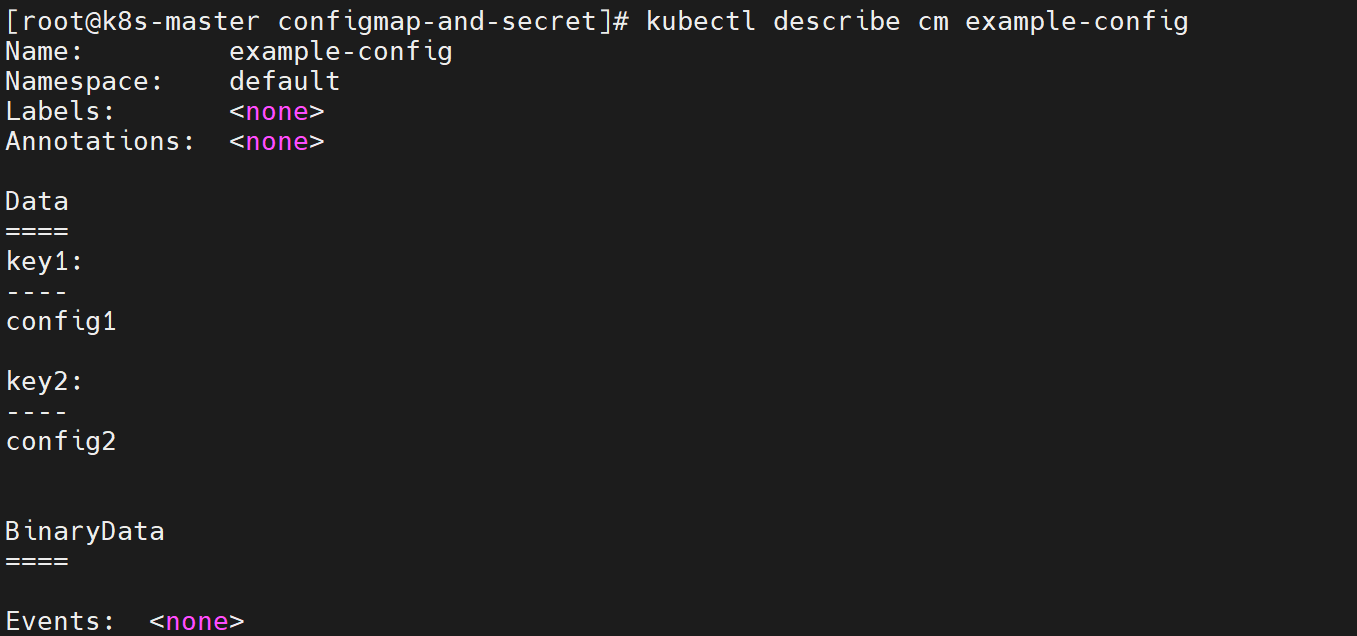 [root@k8s-master configmap-and-secret]# kubectl describe cm example-config
Name:         example-config
Namespace:    default
Labels:       <none>
Annotations:  <none>

Data
====
key1:
----
config1

key2:
----
config2


BinaryData
====

Events:  <none>